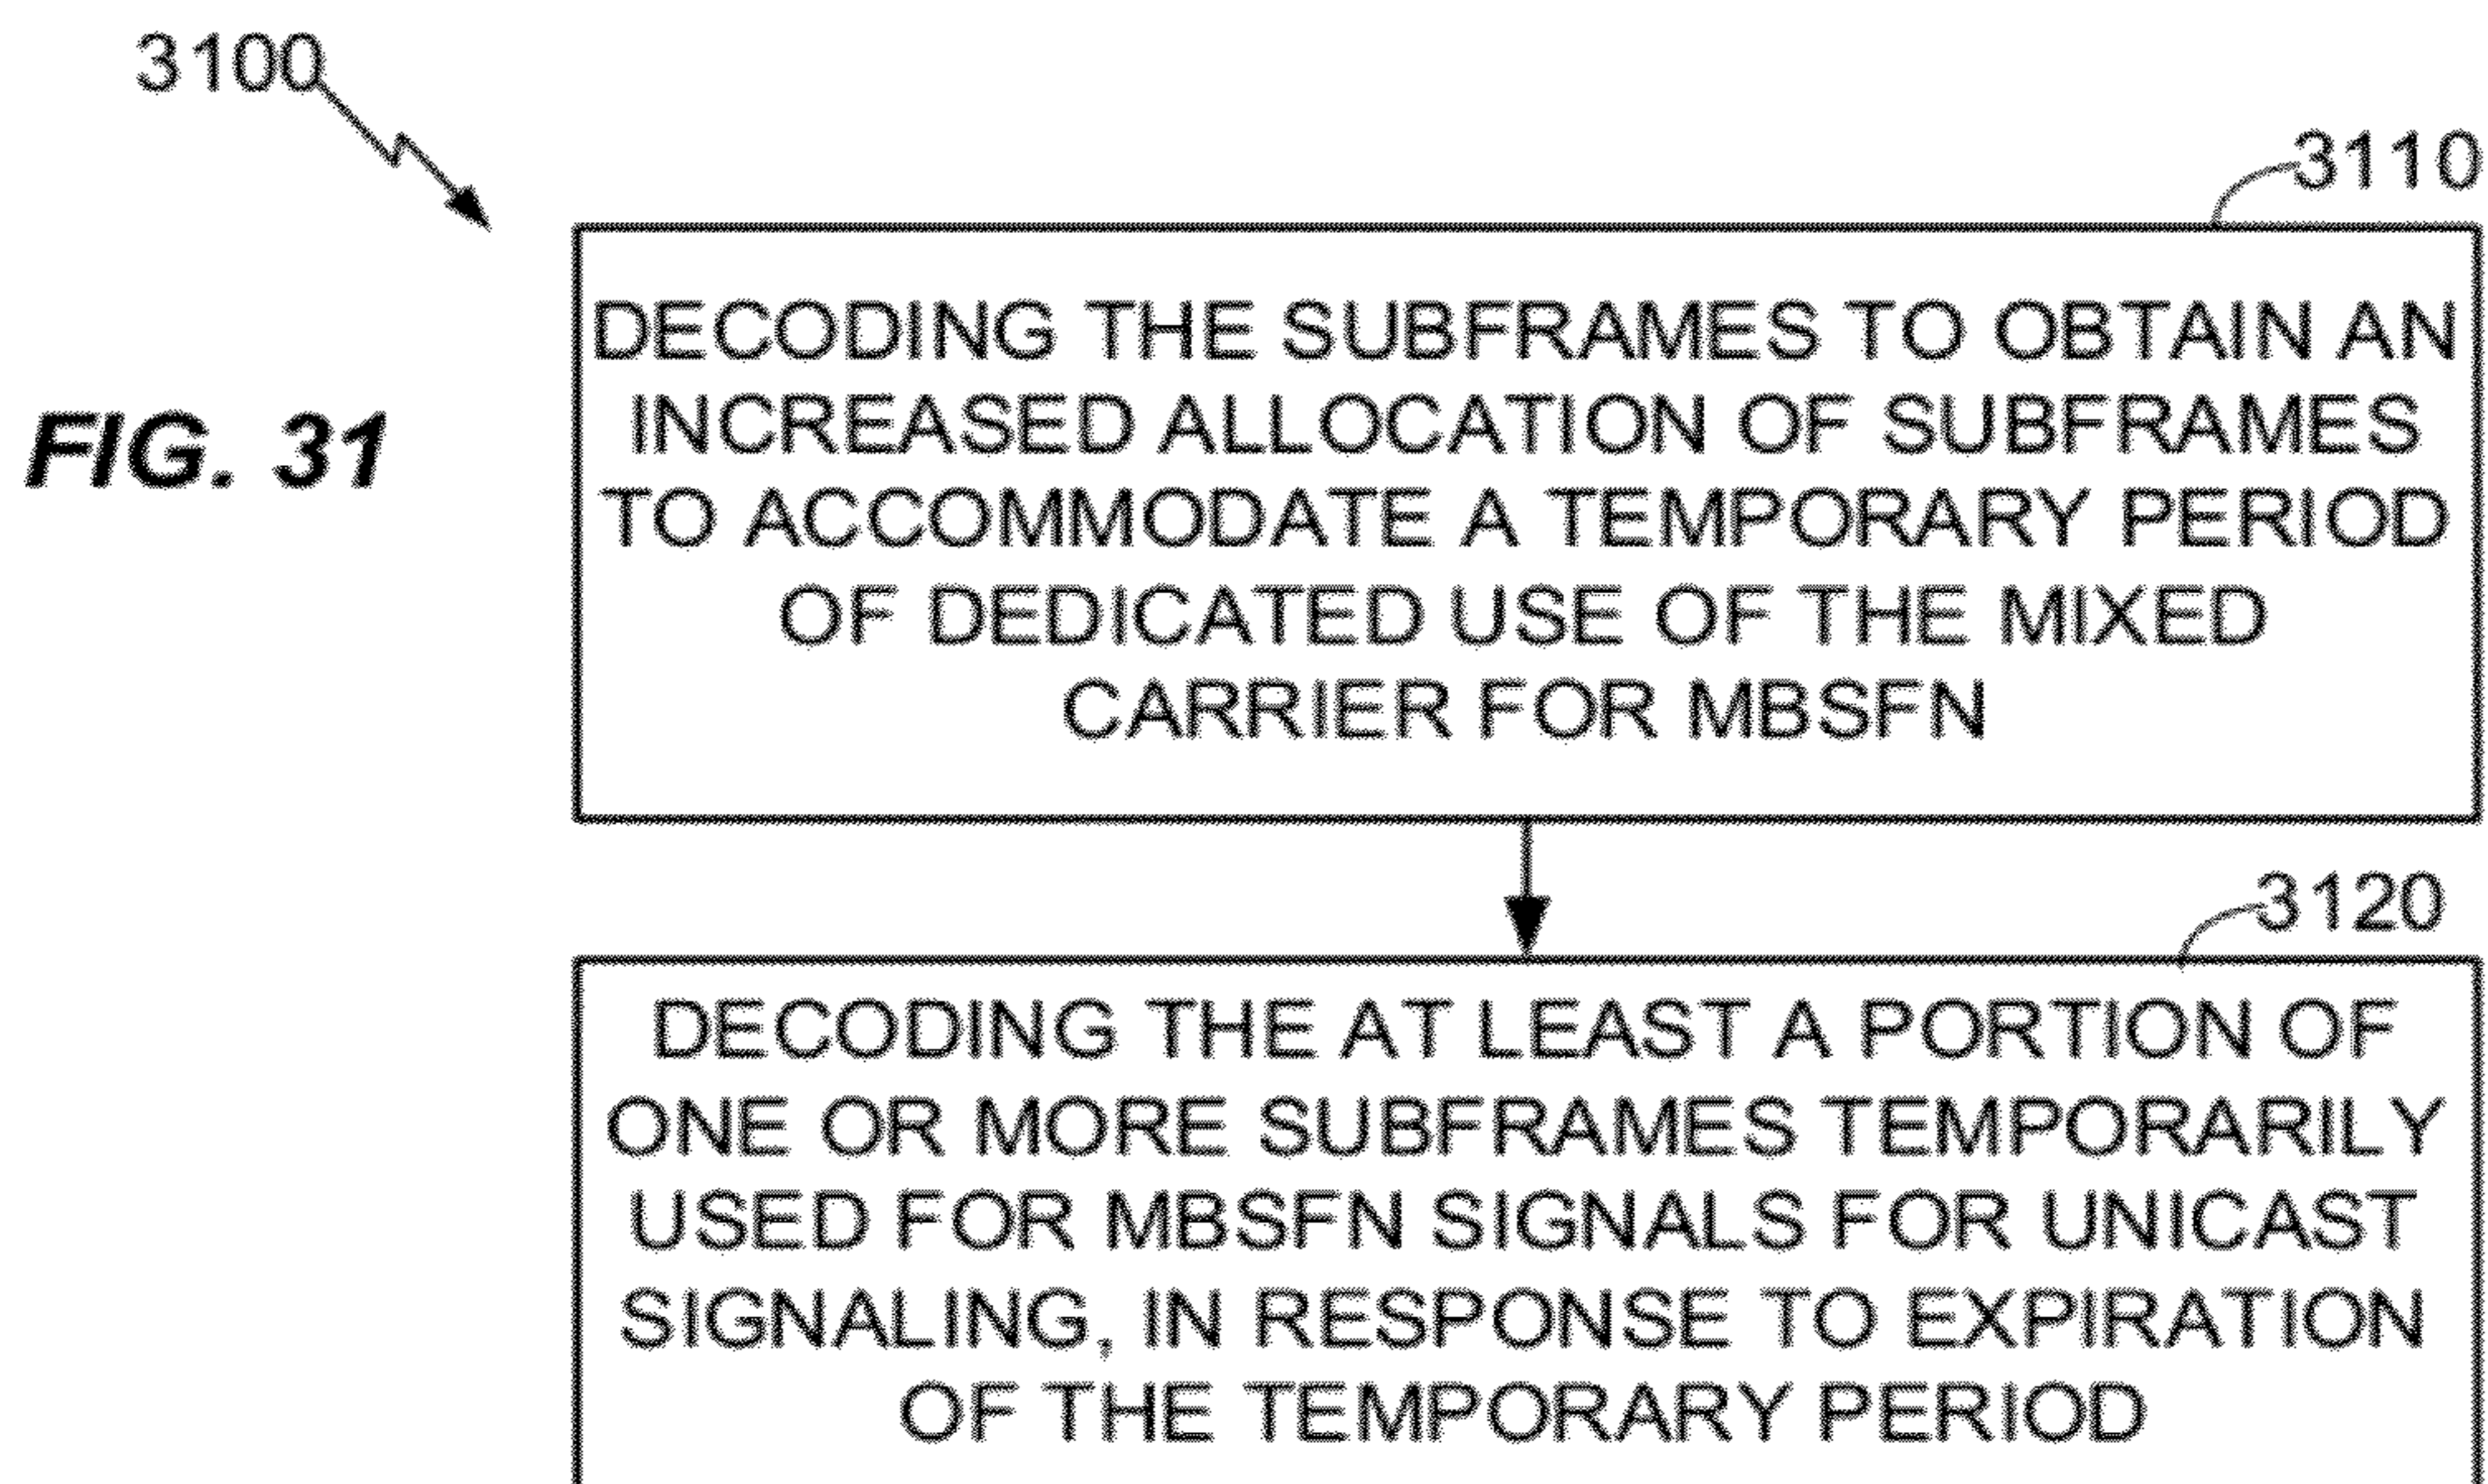 3100
3110
DECODING THE SUBFRAMES TO OBTAIN AN
INCREASED ALLOCATION OF SUBFRAMES
TO ACCOMMODATE A TEMPORARY PERIOD
OF DEDICATED USE OF THE MIXED
CARRIER FOR MBSFN
FIG. 31
3120
DECODING THE AT LEAST A PORTION OF
ONE OR MORE SUBFRAMES TEMPORARILY
USED FOR MBSFN SIGNALS FOR UNICAST
SIGNALING, IN RESPONSE TO EXPIRATION
OF THE TEMPORARY PERIOD